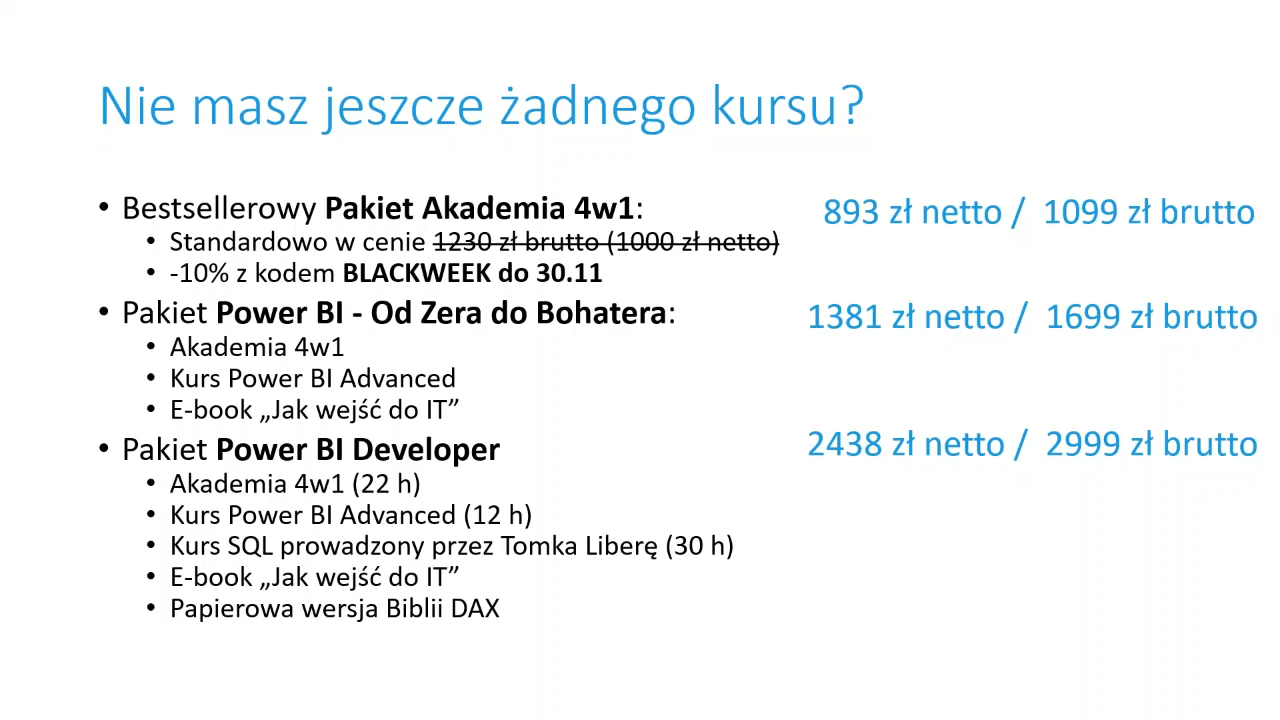 Nie masz jeszcze żadnego kursu?
• Bestsellerowy Pakiet Akademia 4w1:
893 zł netto / 1099 zł brutto
• Standardowo w cenie 1230 zł brutto (1000 zł netto)
• -10% z kodem BLACKWEEK do 30.11
• Pakiet Power BI - Od Zera do Bohatera:
1381 zł netto / 1699 zł brutto
• Akademia 4w1
• Kurs Power BI Advanced
• E-book „Jak wejść do IT”
• Pakiet Power BI Developer
2438 zł netto / 2999 zł brutto
• Akademia 4w1 (22 h)
• Kurs Power BI Advanced (12 h)
• Kurs SQL prowadzony przez Tomka Liberę (30 h)
• E-book „Jak wejść do IT”
• Papierowa wersja Biblii DAX